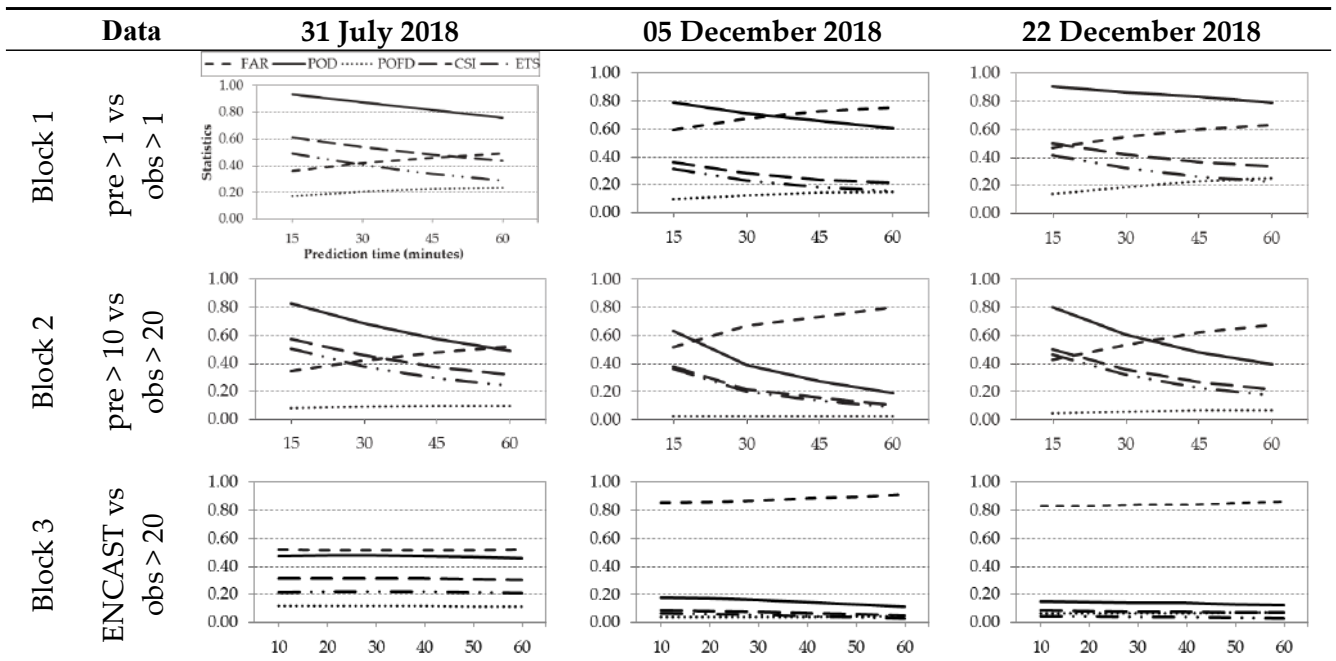 Data 31 July 2018 05 December 2018 22 December 2018
FAR POD POFD CSI ETS
Block 1
pre > 1 vs
obs > 1
Statistics
1.00
0.80
0.60
0.40
0.20
0.00
15 30 45 60
Prediction time (minutes)
1.00
0.80
0.60
0.40
0.20
0.00
15 30 45 60
1.00
0.80
0.60
0.40
0.20
0.00
15 30 45 60
Block 2
pre > 10 vs
obs > 20
1.00
0.80
0.60
0.40
0.20
0.00
15 30 45 60
1.00
0.80
0.60
0.40
0.20
0.00
15 30 45 60
1.00
0.80
0.60
0.40
0.20
0.00
15 30 45 60
Block 3
ENCAST vs
obs > 20
1.00
0.80
0.60
0.40
0.20
0.00
10 20 30 40 50 60
1.00
0.80
0.60
0.40
0.20
0.00
10 20 30 40 50 60
1.00
0.80
0.60
0.40
0.20
0.00
10 20 30 40 50 60